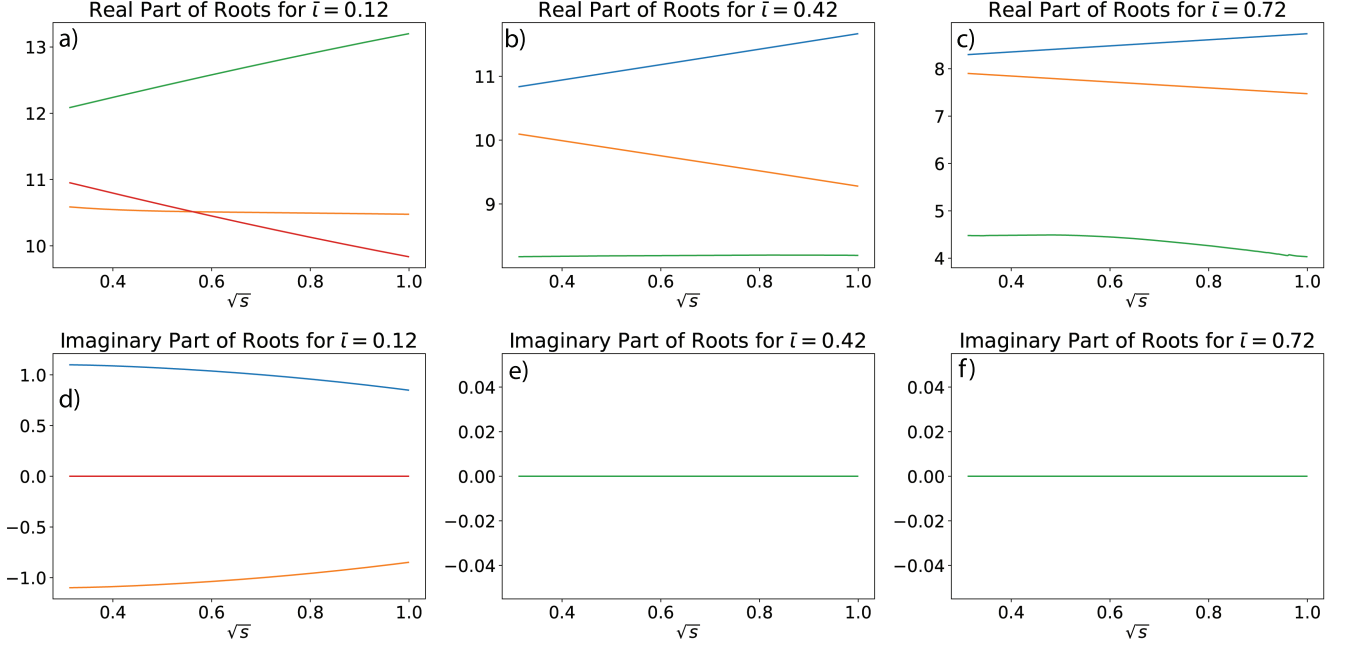 Real Part of Roots for ῑ = 0.12
a)
13
12
11
10
0.4 0.6 0.8 1.0
√s
Real Part of Roots for ῑ = 0.42
b)
11
10
9
0.4 0.6 0.8 1.0
√s
Real Part of Roots for ῑ = 0.72
c)
8
7
6
5
4
0.4 0.6 0.8 1.0
√s
Imaginary Part of Roots for ῑ = 0.12
d)
1.0
0.5
0.0
−0.5
−1.0
0.4 0.6 0.8 1.0
√s
Imaginary Part of Roots for ῑ = 0.42
e)
0.04
0.02
0.00
−0.02
−0.04
0.4 0.6 0.8 1.0
√s
Imaginary Part of Roots for ῑ = 0.72
f)
0.04
0.02
0.00
−0.02
−0.04
0.4 0.6 0.8 1.0
√s